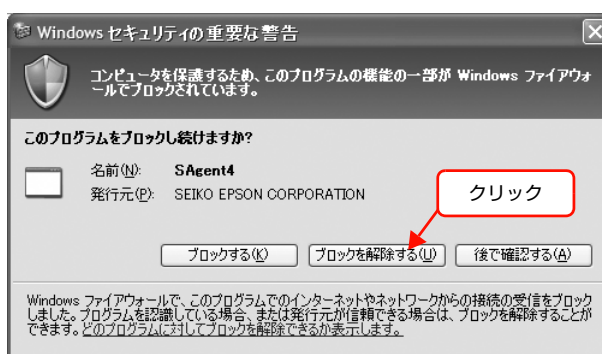 Windows セキュリティの重要な警告
コンピュータを保護するため、このプログラムの機能の一部が Windows ファイアウォ
ールでブロックされています。
このプログラムをブロックし続けますか?
名前(N): SAgent4
発行元(P): SEIKO EPSON CORPORATION
クリック
ブロックする(K) ブロックを解除する(U) 後で確認する(A)
Windows ファイアウォールで、このプログラムでのインターネットやネットワークからの接続の受信をブロック
しました。プログラムを認識している場合、または発行元が信頼できる場合は、ブロックを解除することが
できます。どのプログラムに対してブロックを解除できるか表示します。